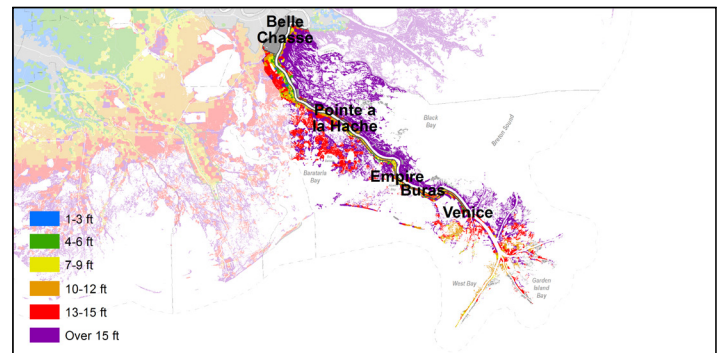 Belle
Chasse
Pointe a
la Hache
Black
Bay
Breton Sound
Barataria
Bay
Empire
Buras
Venice
West Bay
Garden
Island
Bay
1-3 ft
4-6 ft
7-9 ft
10-12 ft
13-15 ft
Over 15 ft